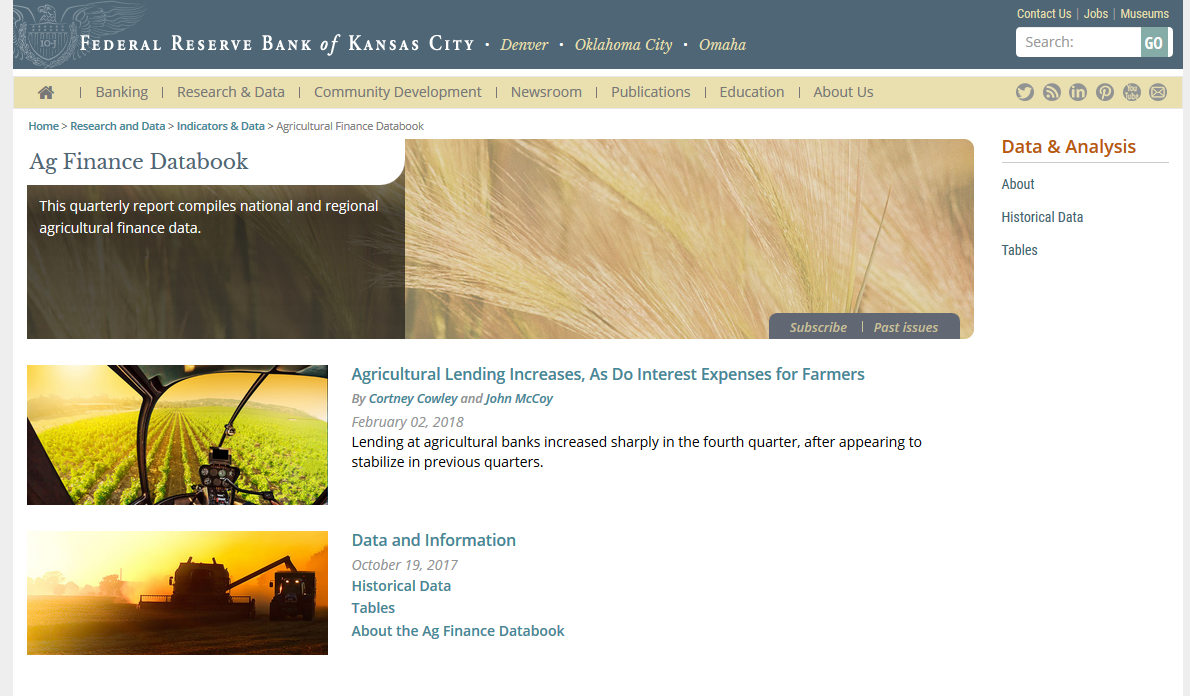 Contact Us | Jobs | Museums
10-J
FEDERAL RESERVE BANK of KANSAS CITY • Denver • Oklahoma City • Omaha
Search: GO
| Banking | Research & Data | Community Development | Newsroom | Publications | Education | About Us
You Tube
Home > Research and Data > Indicators & Data > Agricultural Finance Databook
Ag Finance Databook
This quarterly report compiles national and regional
agricultural finance data.
Subscribe | Past issues
Data & Analysis
About
Historical Data
Tables
Agricultural Lending Increases, As Do Interest Expenses for Farmers
By Cortney Cowley and John McCoy
February 02, 2018
Lending at agricultural banks increased sharply in the fourth quarter, after appearing to
stabilize in previous quarters.
Data and Information
October 19, 2017
Historical Data
Tables
About the Ag Finance Databook